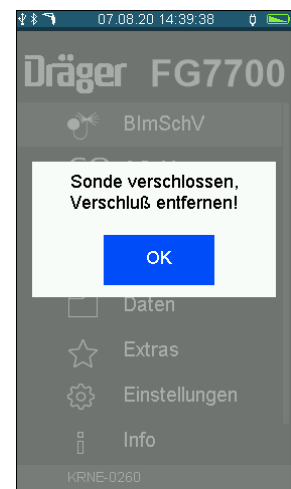 07.08.20 14:39:38
Dräger FG7700
BImSchV
Sonde verschlossen,
Verschluß entfernen!
OK
Daten
Extras
Einstellungen
Info
KRNE-0260